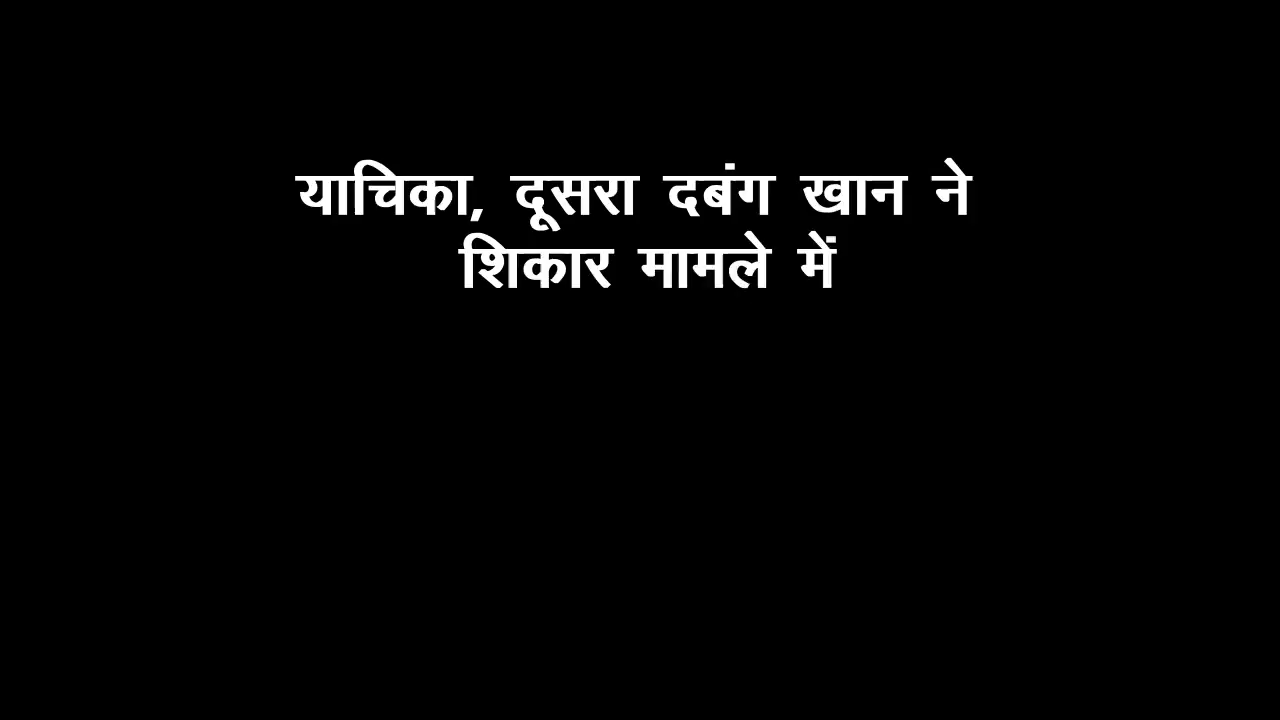 याचिका, दूसरा दबंग खान ने
शिकार मामले में